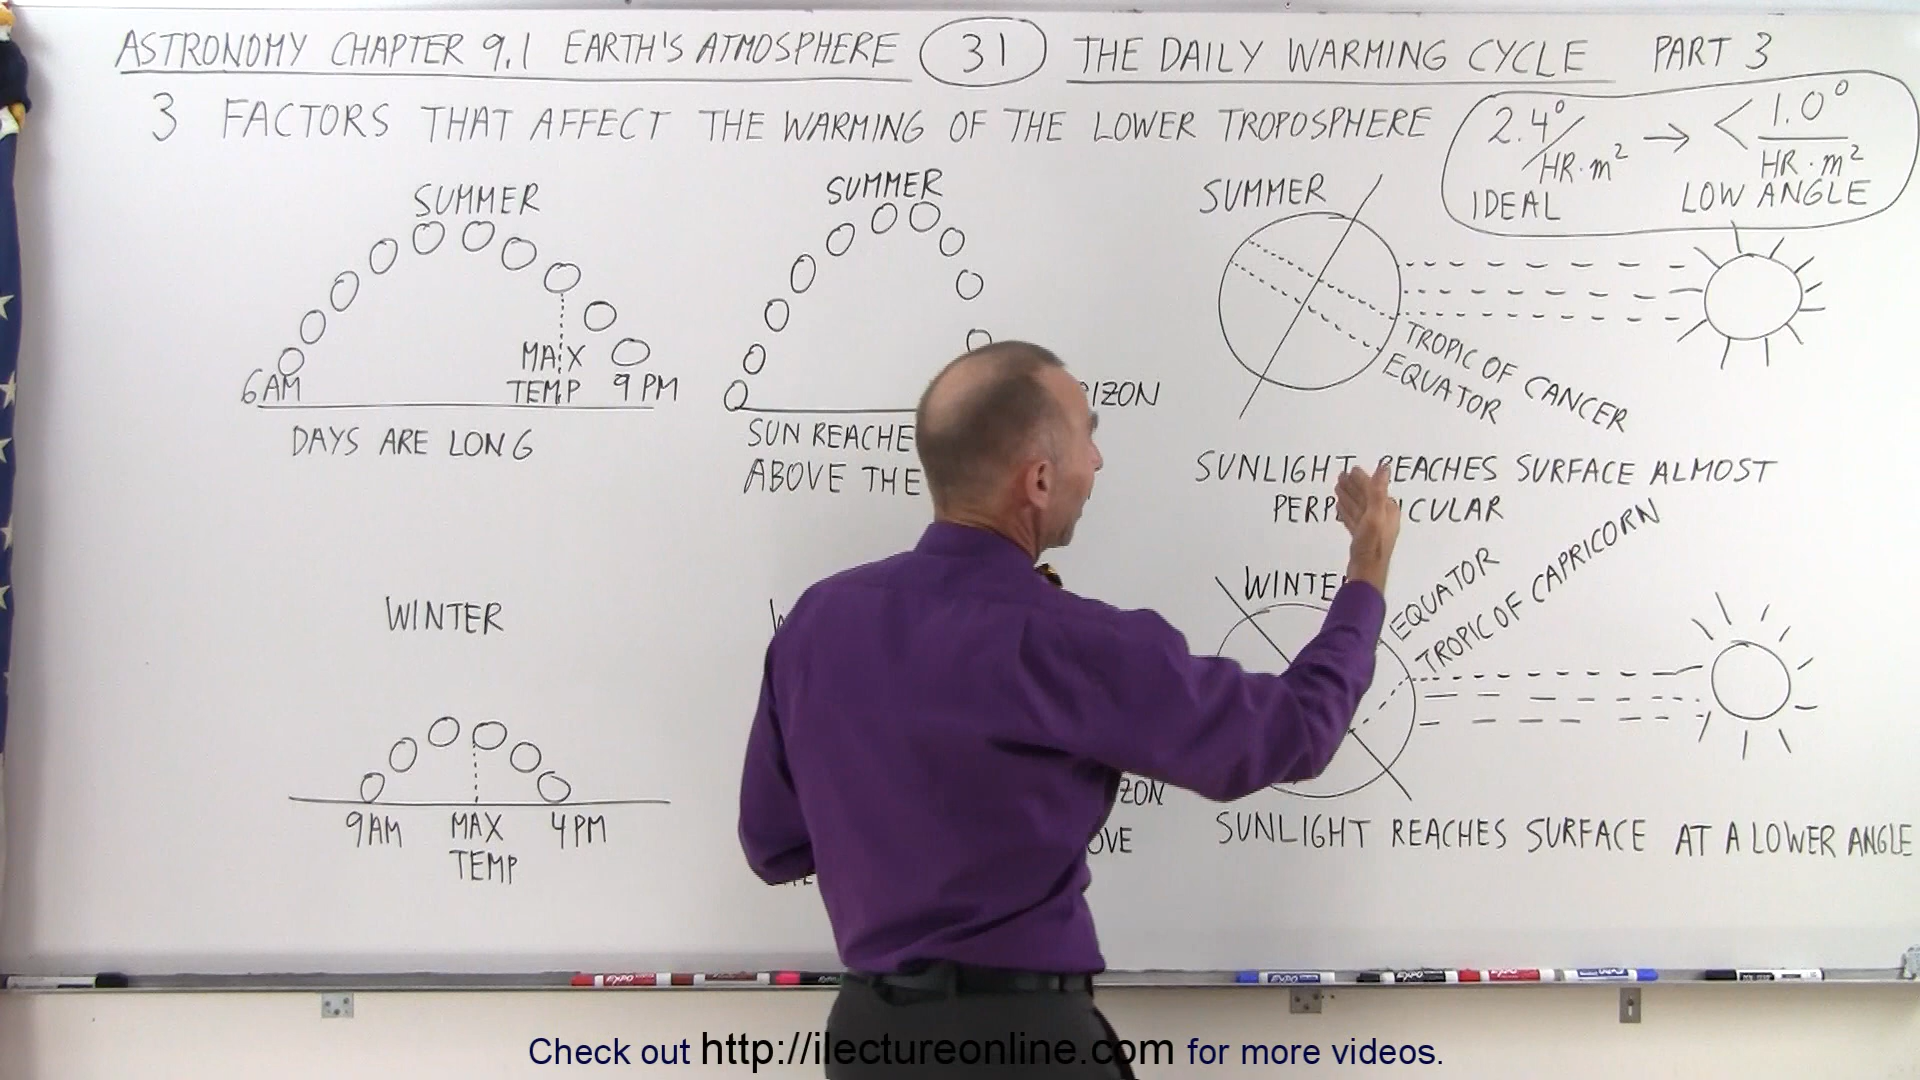 ASTRONOMY CHAPTER 9.1 EARTH'S ATMOSPHERE 31 THE DAILY WARMING CYCLE PART 3
3 FACTORS THAT AFFECT THE WARMING OF THE LOWER TROPOSPHERE
2.4°/HR·m² → < 1.0°/HR·m²
IDEAL LOW ANGLE
SUMMER
6AM
MAX
TEMP
9 PM
DAYS ARE LONG
WINTER
9AM
MAX
TEMP
4PM
SUMMER
SUN REACHE
ABOVE THE
SUMMER
TROPIC OF CANCER
EQUATOR
SUNLIGHT REACHES SURFACE ALMOST
WINTE
EQUATOR
TROPIC OF CAPRICORN
SUNLIGHT REACHES SURFACE AT A LOWER ANGLE
Check out http://ilectureonline.com for more videos.